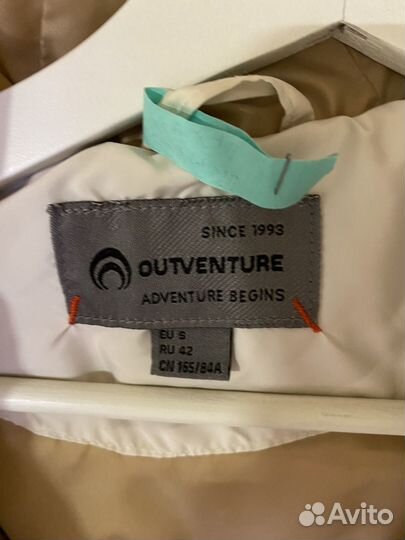 SINCE 1993
OUTVENTURE
ADVENTURE BEGINS
EU S
RU 42
CN 165/84A
Avito